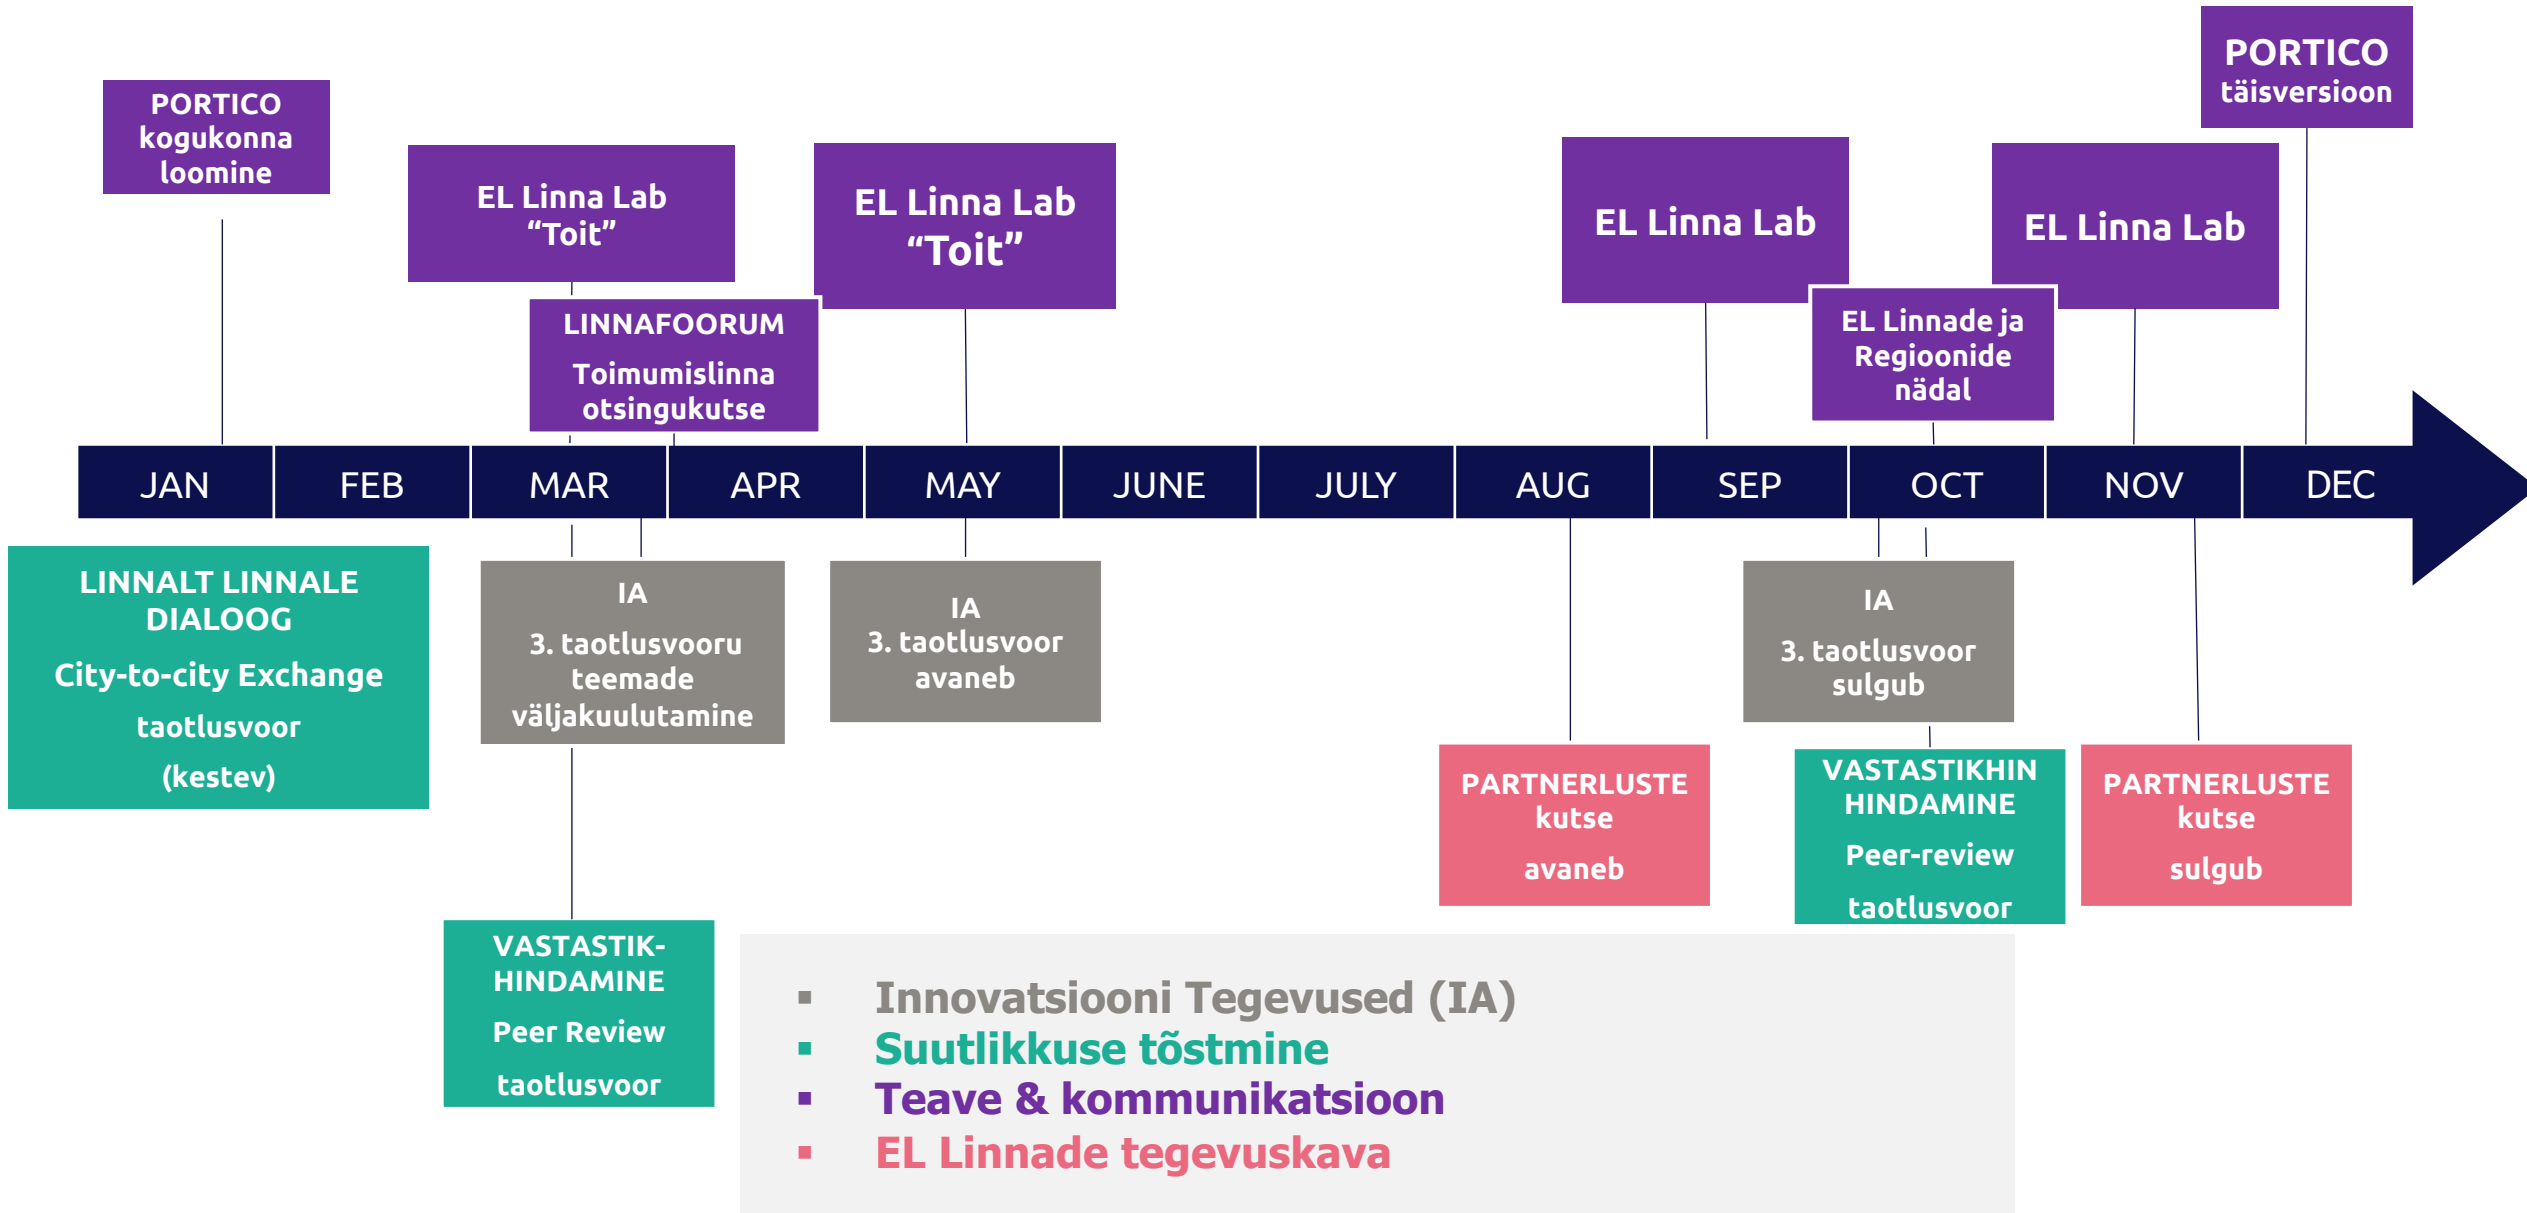 PORTICO
kogukonna
loomine
EL Linna Lab
“Toit”
LINNAFOORUM
Toimumislinna
otsingukutse
EL Linna Lab
“Toit”
EL Linna Lab
EL Linnade ja
Regioonide
nädal
EL Linna Lab
PORTICO
täisversioon
JAN
FEB
MAR
APR
MAY
JUNE
JULY
AUG
SEP
OCT
NOV
DEC
LINNALT LINNALE
DIALOOG
City-to-city Exchange
taotlusvoor
(kestev)
IA
3. taotlusvooru
teemade
väljakuulutamine
VASTASTIK-
HINDAMINE
Peer Review
taotlusvoor
IA
3. taotlusvoor
avaneb
PARTNERLUSTE
kutse
avaneb
IA
3. taotlusvoor
sulgub
VASTASTIKHIN
HINDAMINE
Peer-review
taotlusvoor
PARTNERLUSTE
kutse
sulgub
▪ Innovatsiooni Tegevused (IA)
▪ Suutlikkuse tõstmine
▪ Teave & kommunikatsioon
▪ EL Linnade tegevuskava